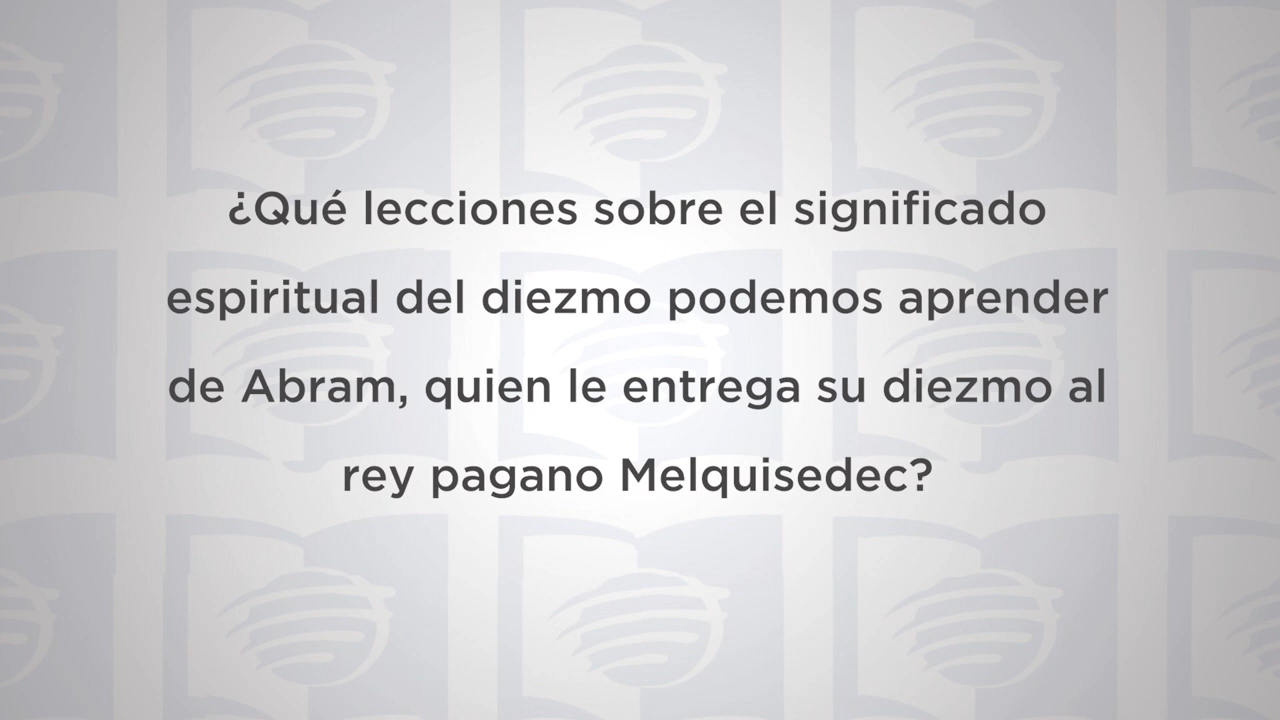 ¿Qué lecciones sobre el significado
espiritual del diezmo podemos aprender
de Abram, quien le entrega su diezmo al
rey pagano Melquisedec?